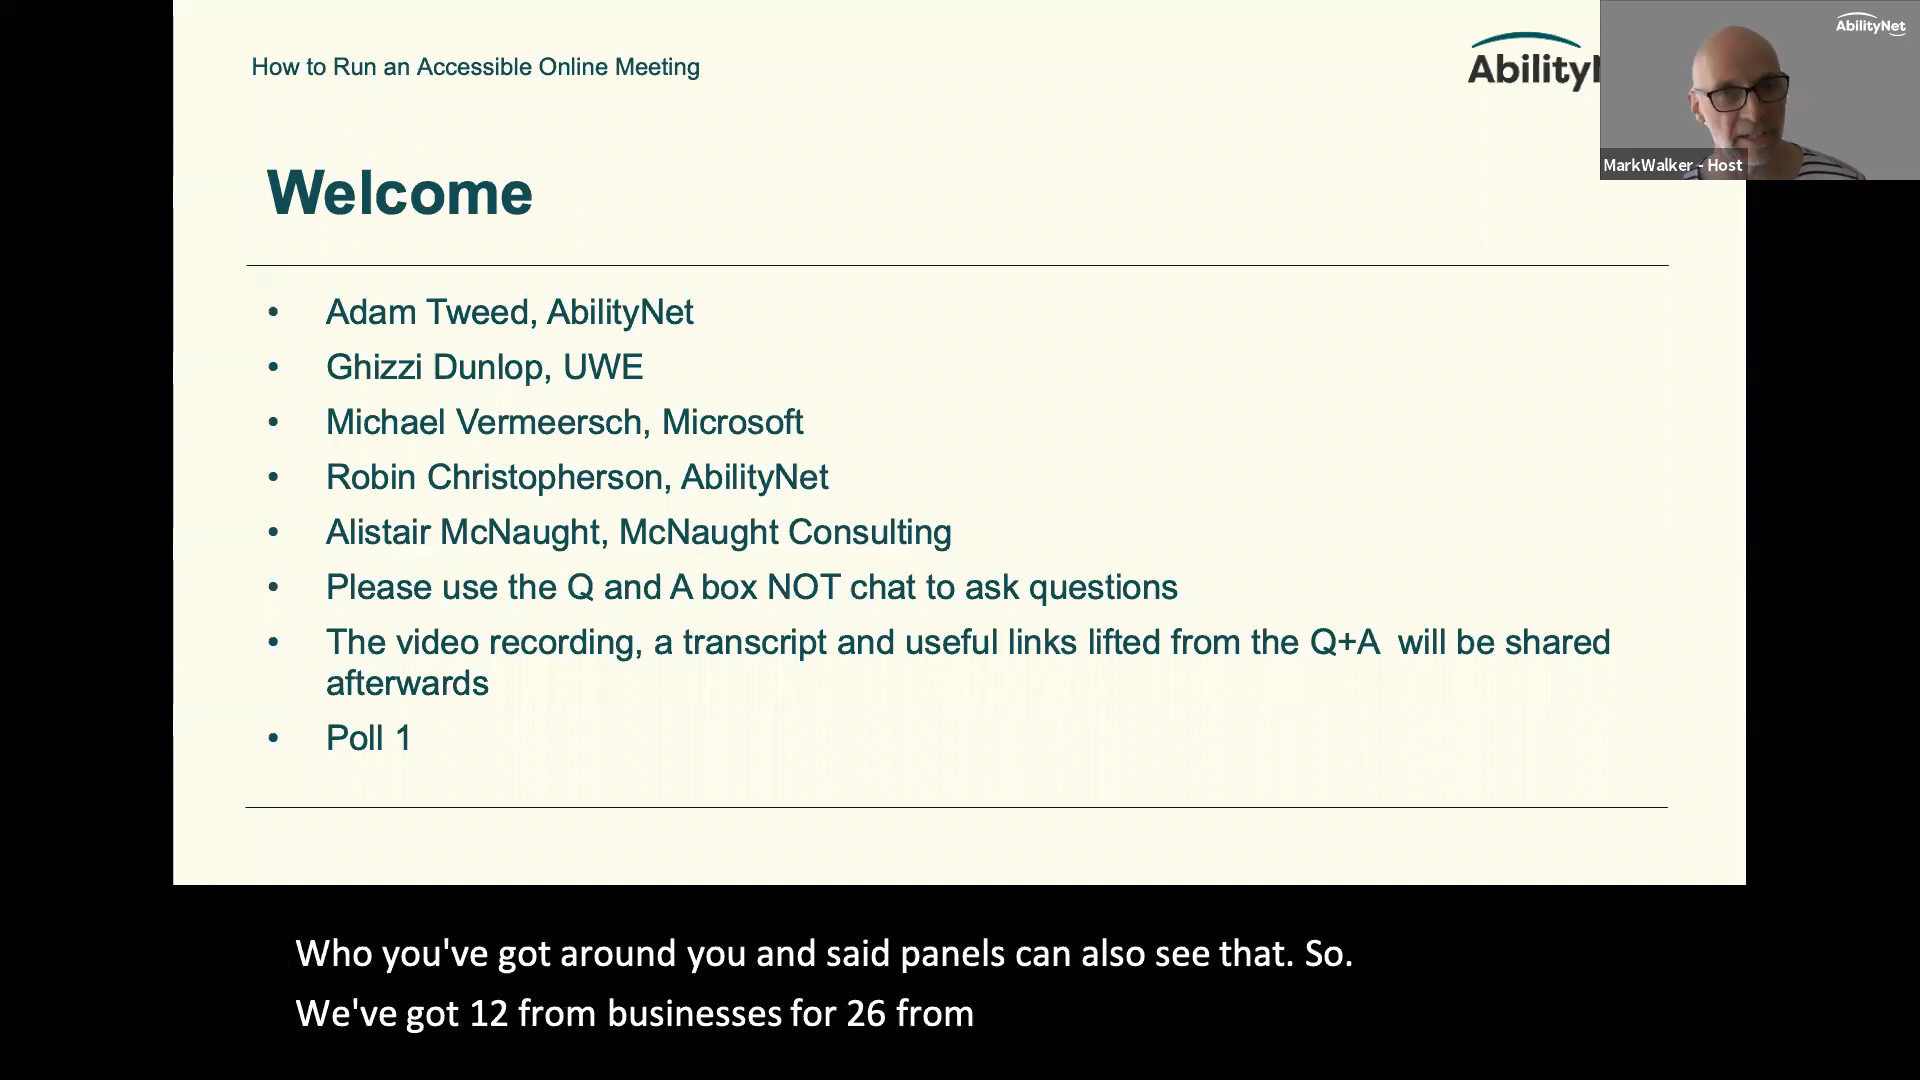 How to Run an Accessible Online Meeting
Ability
AbilityNet
MarkWalker - Host
Welcome
• Adam Tweed, AbilityNet
• Ghizzi Dunlop, UWE
• Michael Vermeersch, Microsoft
• Robin Christopherson, AbilityNet
• Alistair McNaught, McNaught Consulting
• Please use the Q and A box NOT chat to ask questions
• The video recording, a transcript and useful links lifted from the Q+A will be shared
afterwards
• Poll 1
Who you've got around you and said panels can also see that. So.
We've got 12 from businesses for 26 from